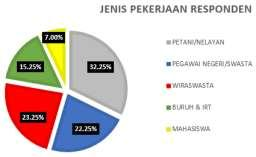 JENIS PEKERJAAN RESPONDEN
7.00%
15.25%
32.25%
23.25%
22.25%
PETANI/NELAYAN
PEGAWAI NEGERI/SWASTA
WIRASWASTA
BURUH & IRT
MAHASISWA